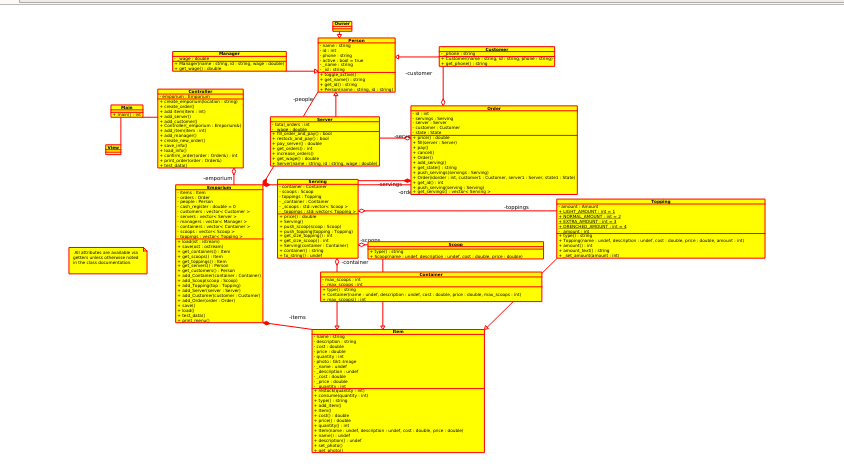 Owner
Person
- name : string
- id : int
- phone : string
- active : bool = true
- _name : string
- _id : string
+ toggle_active()
+ get_name() : string
+ get_id() : string
+ Person(name : string, id : string)
Manager
- _wage : double
+ Manager(name : string, id : string, wage : double)
+ get_wage() : double
Customer
- _phone : string
+ Customer(name : string, id : string, phone : string)
+ get_phone() : string
-customer
-people
Controller
- emporium : Emporium
+ create_emporium(location : string)
+ create_order()
+ add item(item : int)
+ add_server()
+ add_customer()
+ Controller( emporium : Emporium&)
+ add_item(item : int)
+ add_manager()
+ create_new_order()
+ save_info()
+ load_info()
+ confirm_order(order : Order&) : int
+ print_order(order : Order&)
+ test_data()
Main
+ main() : int
View
Server
- total_orders : int
- _wage : double
+ fill_order_and_pay() : bool
+ restock_and_pay() : bool
+ pay_server() : double
+ get_orders() : int
+ increase_orders()
+ get_wage() : double
+ Server(name : string, id : string, wage : double)
Order
- id : int
- servings : Serving
- server : Server
- customer : Customer
- state : State
+ price() : double
+ fill(server : Server)
+ pay()
+ cancel()
+ Order()
+ add_serving()
+ get_state() : string
+ push_servings(servings : Serving)
+ Order(order : int, customer1 : Customer, server1 : Server, state1 : State)
+ get_id() : int
+ push_serving(serving : Serving)
+ get_servings() : vector< Serving >
-emporium
-servings
Emporium
- items : Item
- orders : Order
- people : Person
- cash_register : double = 0
- customers : vector< Customer >
- servers : vector< Server >
- managers : vector< Manager >
- containers : vector< Container >
- scoops : vector< Scoop >
- toppings : vector< Topping >
+ load(ist : istream)
+ save(ost : ostream)
+ get_containers() : Item
+ get_scoops() : Item
+ get_toppings() : Item
+ get_servers() : Person
+ get_customers() : Person
+ add_Container(container : Container)
+ add_Scoop(scoop : Scoop)
+ add_Topping(top : Topping)
+ add_Server(server : Server)
+ add_Customer(customer : Customer)
+ add_Order(order : Order)
+ save()
+ load()
+ test_data()
+ print_menu()
Serving
- container : Container
- scoops : Scoop
- toppings : Topping
- _container : Container
- _scoops : std::vector< Scoop >
- _toppings : std::vector< Topping >
+ price() : double
+ Serving()
+ push_scoop(scoop : Scoop)
+ push_topping(topping : Topping)
+ get_size_topping() : int
+ get_size_scoop() : int
+ Serving(container : Container)
+ container() : string
+ to_string() : undef
-toppings
Topping
- amount : Amount
+ LIGHT_AMOUNT : int = 1
+ NORMAL_AMOUNT : int = 2
+ EXTRA_AMOUNT : int = 3
+ DRENCHED_AMOUNT : int = 4
- _amount : int
+ type() : string
+ Topping(name : undef, description : undef, cost : double, price : double, amount : int)
+ amount() : int
+ amount_text() : string
+ _set_amount(amount : int)
-scoops
Scoop
+ type() : string
+ Scoop(name : undef, description : undef, cost : double, price : double)
-container
Container
- max_scoops : int
- _max_scoops : int
+ type() : string
+ Container(name : undef, description : undef, cost : double, price : double, max_scoops : int)
+ max_scoops() : int
All attributes are available via
getters unless otherwise noted
in the class documentation
-items
Item
- name : string
- description : string
- cost : double
- price : double
- quantity : int
- _name : undef
- _description : undef
- _cost : double
- _price : double
- _quantity : int
+ restock(quantity : int)
+ consume(quantity : int)
+ type() : string
+ add_item()
+ Item()
+ cost() : double
+ price() : double
+ quantity() : int
+ Item(name : undef, description : undef, cost : double, price : double)
+ name() : undef
+ description() : undef
+ set_photo()
+ get_photo()